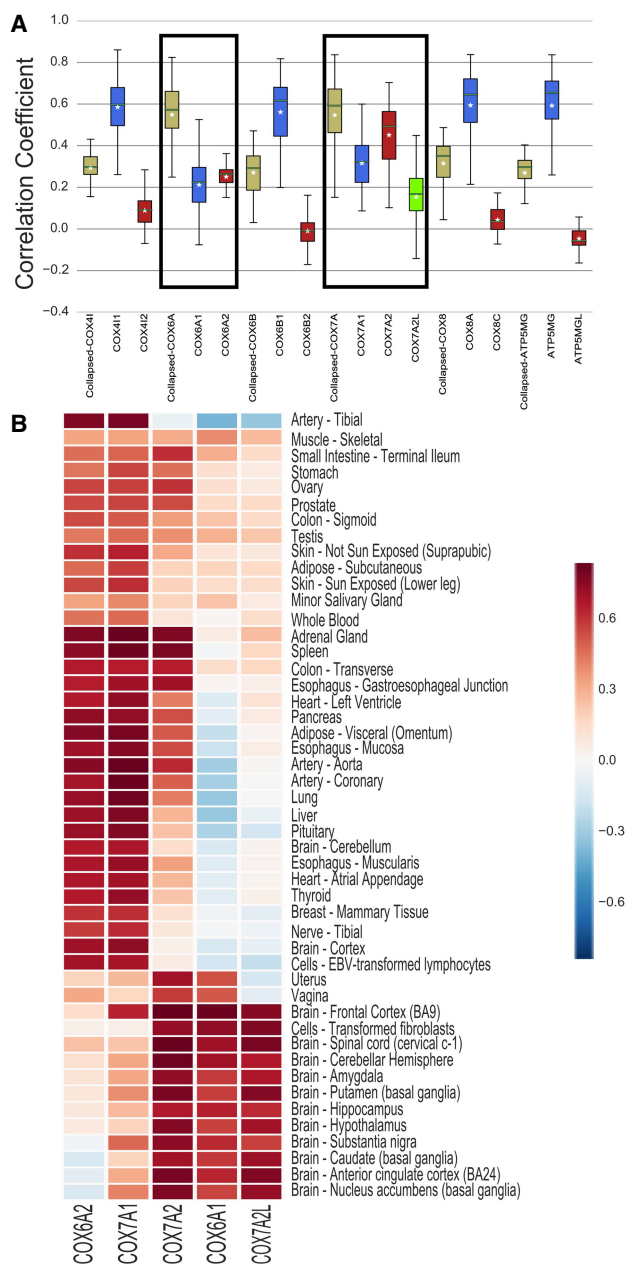 A
Correlation Coefficient
1.0
0.8
0.6
0.4
0.2
0.0
−0.2
−0.4
Collapsed-COX4I
COX4I1
COX4I2
Collapsed-COX6A
COX6A1
COX6A2
Collapsed-COX6B
COX6B1
COX6B2
Collapsed-COX7A
COX7A1
COX7A2
COX7A2L
Collapsed-COX8
COX8A
COX8C
Collapsed-ATP5MG
ATP5MG
ATP5MGL
B
Artery - Tibial
Muscle - Skeletal
Small Intestine - Terminal Ileum
Stomach
Ovary
Prostate
Colon - Sigmoid
Testis
Skin - Not Sun Exposed (Suprapubic)
Adipose - Subcutaneous
Skin - Sun Exposed (Lower leg)
Minor Salivary Gland
Whole Blood
Adrenal Gland
Spleen
Colon - Transverse
Esophagus - Gastroesophageal Junction
Heart - Left Ventricle
Pancreas
Adipose - Visceral (Omentum)
Esophagus - Mucosa
Artery - Aorta
Artery - Coronary
Lung
Liver
Pituitary
Brain - Cerebellum
Esophagus - Muscularis
Heart - Atrial Appendage
Thyroid
Breast - Mammary Tissue
Nerve - Tibial
Brain - Cortex
Cells - EBV-transformed lymphocytes
Uterus
Vagina
Brain - Frontal Cortex (BA9)
Cells - Transformed fibroblasts
Brain - Spinal cord (cervical c-1)
Brain - Cerebellar Hemisphere
Brain - Amygdala
Brain - Putamen (basal ganglia)
Brain - Hippocampus
Brain - Hypothalamus
Brain - Substantia nigra
Brain - Caudate (basal ganglia)
Brain - Anterior cingulate cortex (BA24)
Brain - Nucleus accumbens (basal ganglia)
0.6
0.3
0.0
−0.3
−0.6
COX6A2
COX7A1
COX7A2
COX6A1
COX7A2L